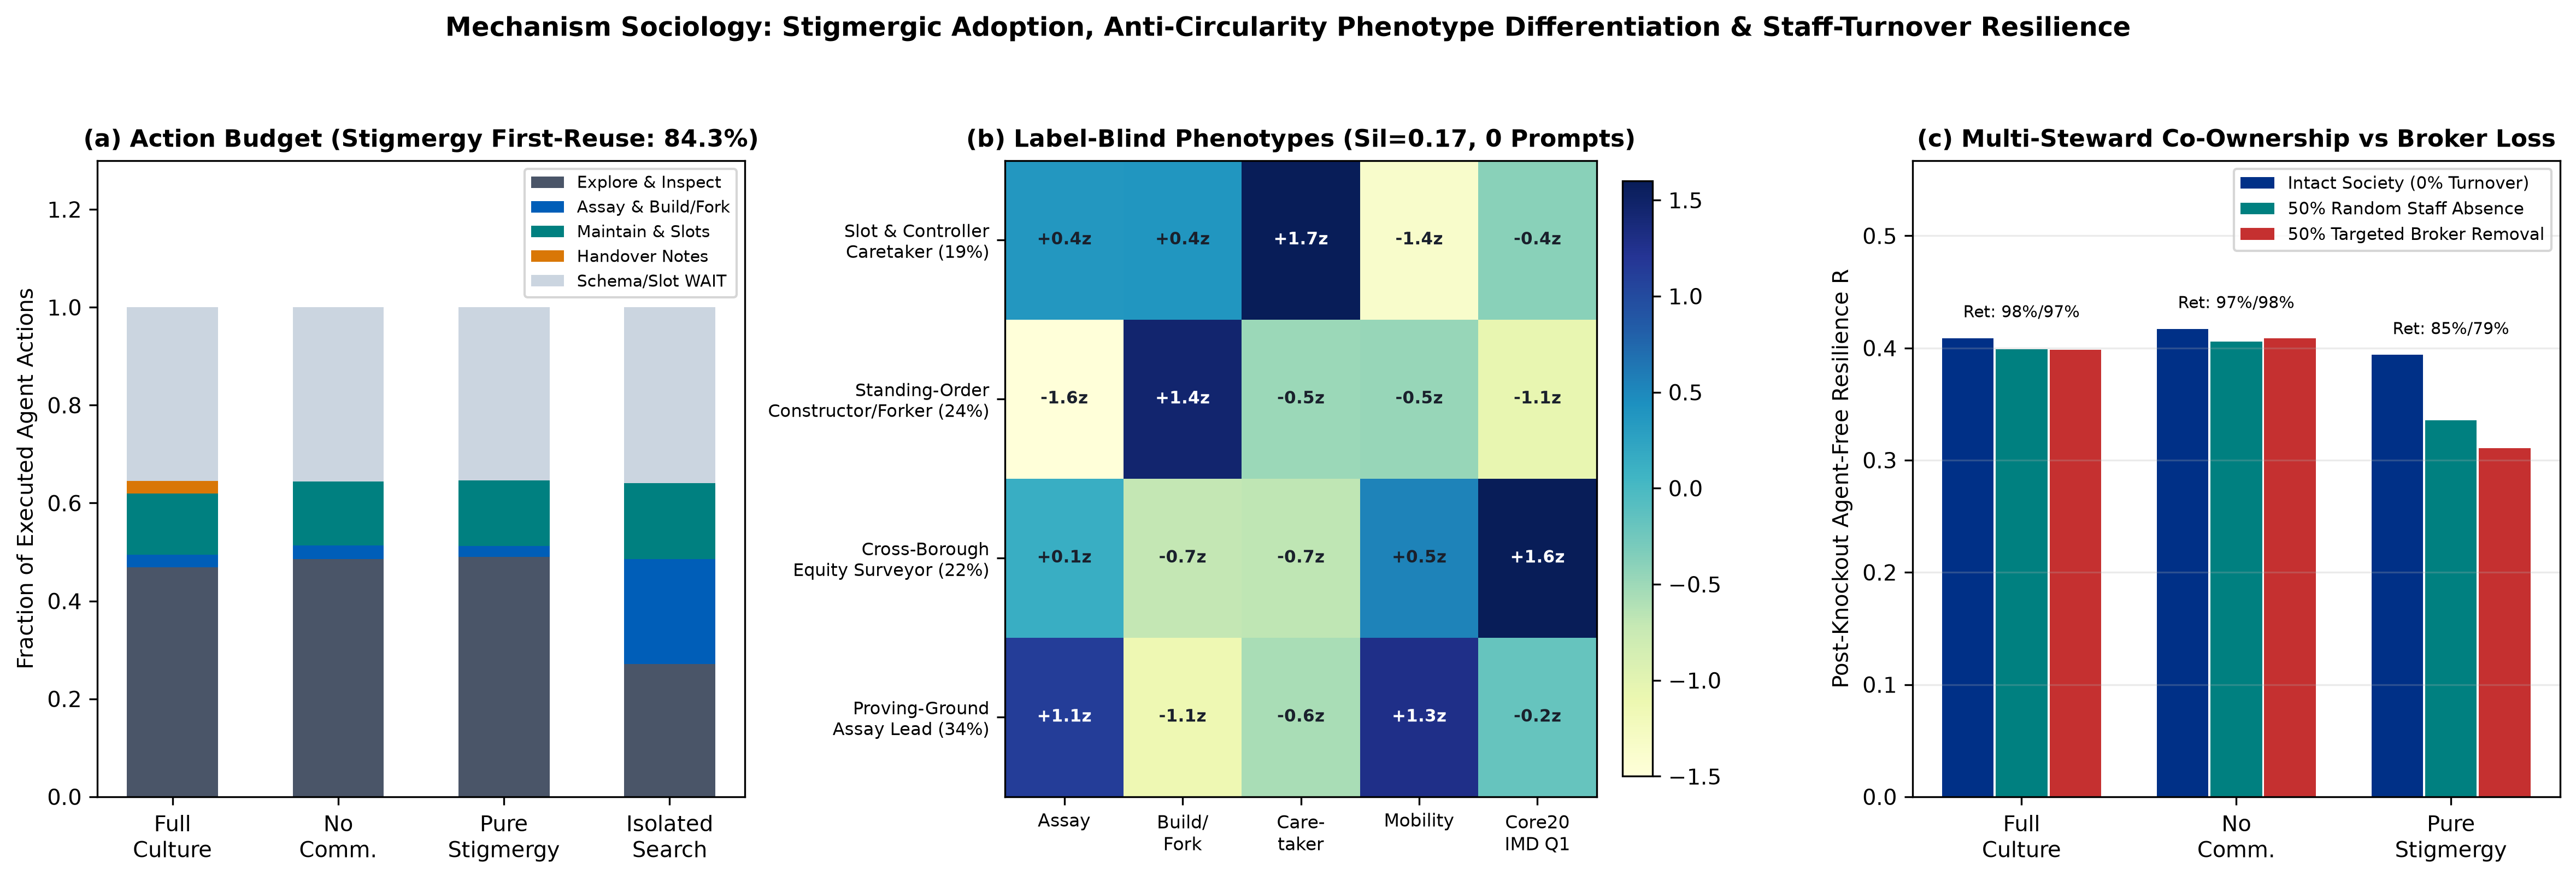 Mechanism Sociology: Stigmergic Adoption, Anti-Circularity Phenotype Differentiation & Staff-Turnover Resilience
(a) Action Budget (Stigmergy First-Reuse: 84.3%)
Fraction of Executed Agent Actions
1.2
1.0
0.8
0.6
0.4
0.2
0.0
Explore & Inspect
Assay & Build/Fork
Maintain & Slots
Handover Notes
Schema/Slot WAIT
Full
Culture
No
Comm.
Pure
Stigmergy
Isolated
Search
(b) Label-Blind Phenotypes (Sil=0.17, 0 Prompts)
Slot & Controller
Caretaker (19%)
+0.4z +0.4z +1.7z -1.4z -0.4z
Standing-Order
Constructor/Forker (24%)
-1.6z +1.4z -0.5z -0.5z -1.1z
Cross-Borough
Equity Surveyor (22%)
+0.1z -0.7z -0.7z +0.5z +1.6z
Proving-Ground
Assay Lead (34%)
+1.1z -1.1z -0.6z +1.3z -0.2z
Assay
Build/
Fork
Care-
taker
Mobility
Core20
IMD Q1
1.5
1.0
0.5
0.0
−0.5
−1.0
−1.5
(c) Multi-Steward Co-Ownership vs Broker Loss
Post-Knockout Agent-Free Resilience R
0.5
0.4
0.3
0.2
0.1
0.0
Intact Society (0% Turnover)
50% Random Staff Absence
50% Targeted Broker Removal
Ret: 98%/97%
Ret: 97%/98%
Ret: 85%/79%
Full
Culture
No
Comm.
Pure
Stigmergy